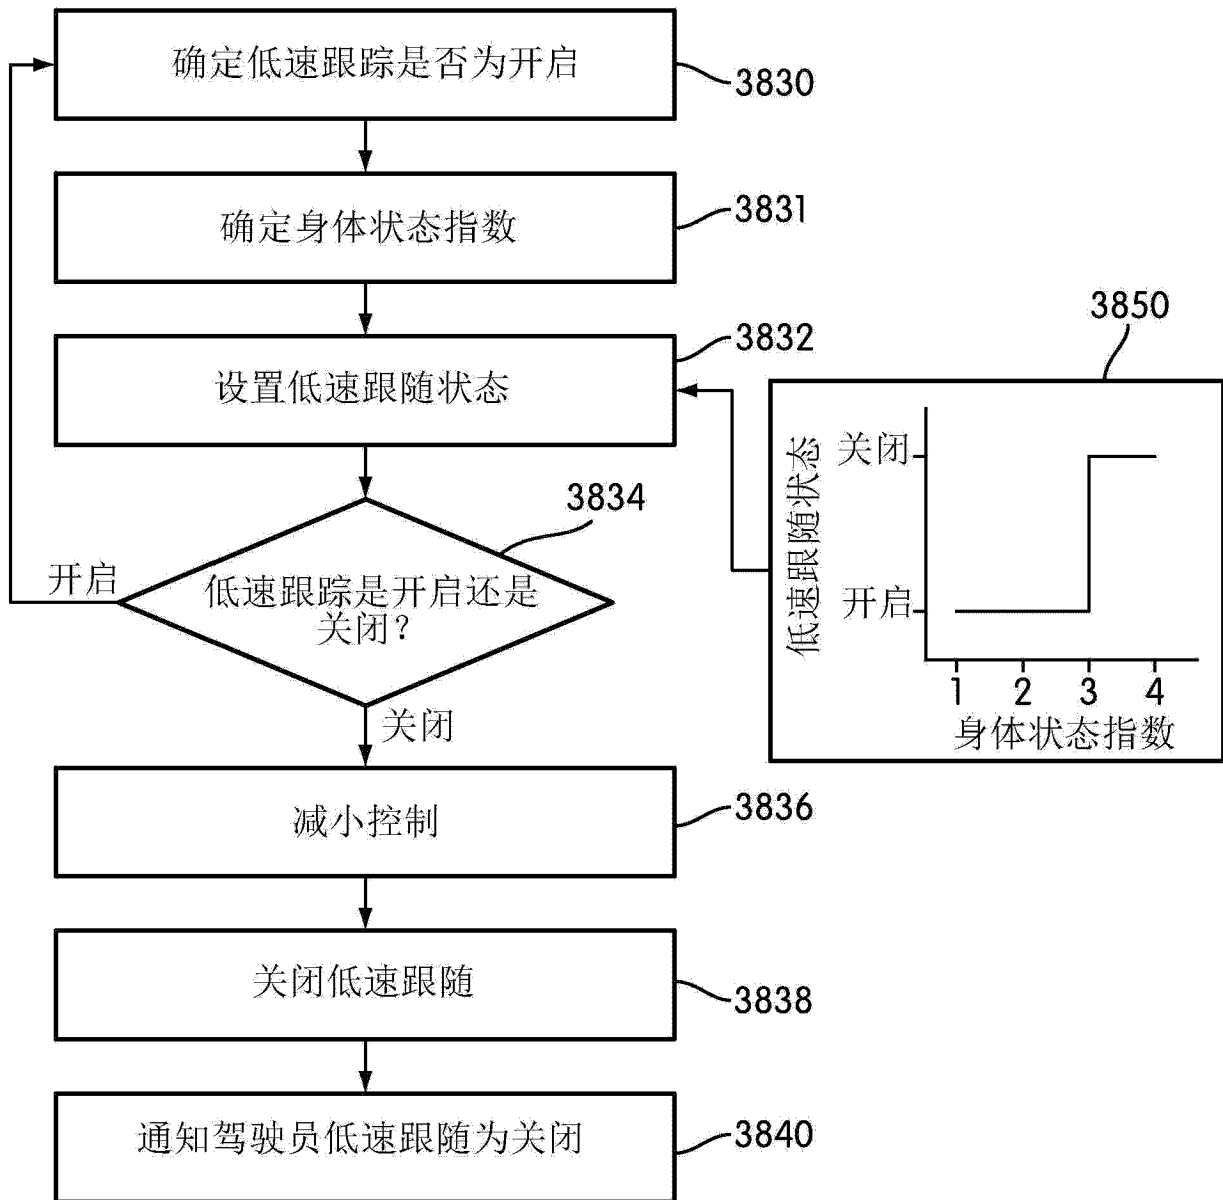 确定低速跟踪是否为开启
3830
确定身体状态指数
3831
设置低速跟随状态
3832
低速跟踪是开启还是
关闭?
3834
开启
关闭
减小控制
3836
关闭低速跟随
3838
通知驾驶员低速跟随为关闭
3840
3850
低速跟随状态
关闭
开启
1 2 3 4
身体状态指数